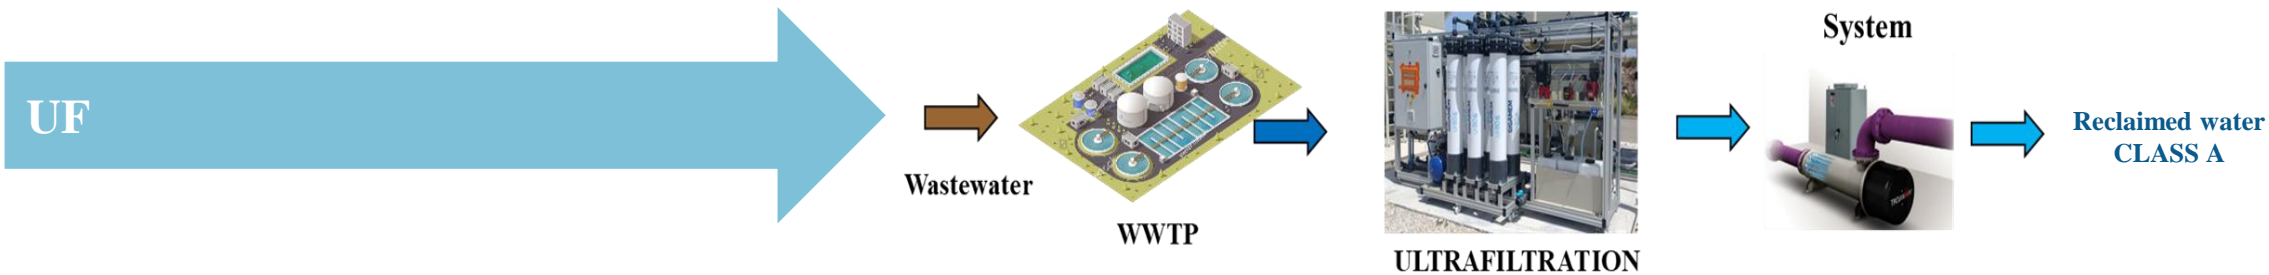 UF
Wastewater
WWTP
ULTRAFILTRATION
System
Reclaimed water
CLASS A